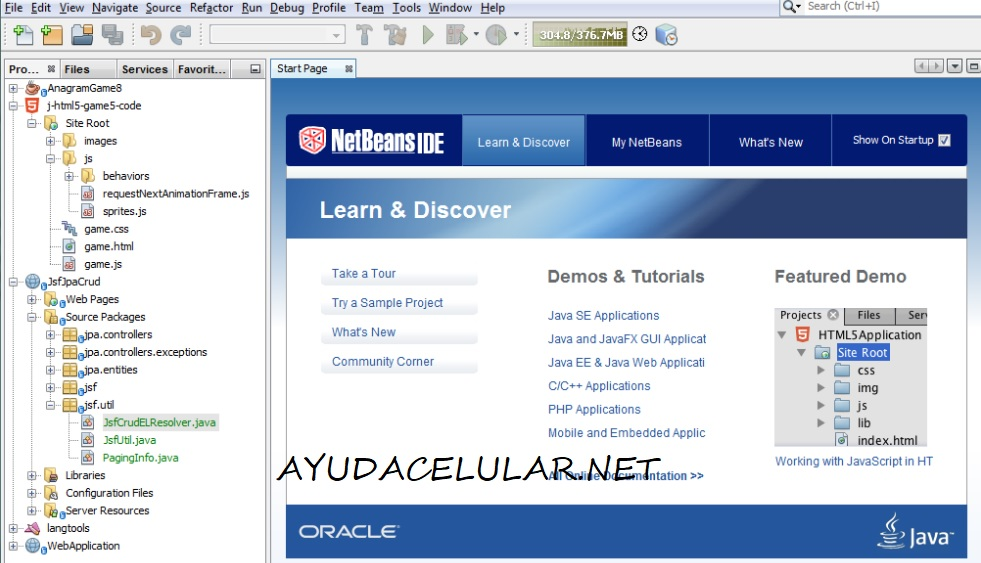 File Edit View Navigate Source Refactor Run Debug Profile Team Tools Window Help
Search (Ctrl+I)
304.8/376.7MB
Pro... Files Services Favorit...
Start Page
AnagramGame8
j-html5-game5-code
Site Root
images
js
behaviors
requestNextAnimationFrame.js
sprites.js
game.css
game.html
game.js
JsfJpaCrud
Web Pages
Source Packages
jpa.controllers
jpa.controllers.exceptions
jpa.entities
jsf
jsf.util
JsfCrudELResolver.java
JsfUtil.java
PagingInfo.java
Libraries
Configuration Files
Server Resources
langtools
WebApplication
NetBeans IDE
Learn & Discover
My NetBeans
What's New
Show On Startup
Learn & Discover
Take a Tour
Try a Sample Project
What's New
Community Corner
Demos & Tutorials
Java SE Applications
Java and JavaFX GUI Applicat
Java EE & Java Web Applicati
C/C++ Applications
PHP Applications
Mobile and Embedded Applic
All Online Documentation >>
Featured Demo
Projects Files Ser
5 HTML5Application
Site Root
css
img
js
lib
index.html
Working with JavaScript in HT
AYUDACELULAR.NET
ORACLE
Java